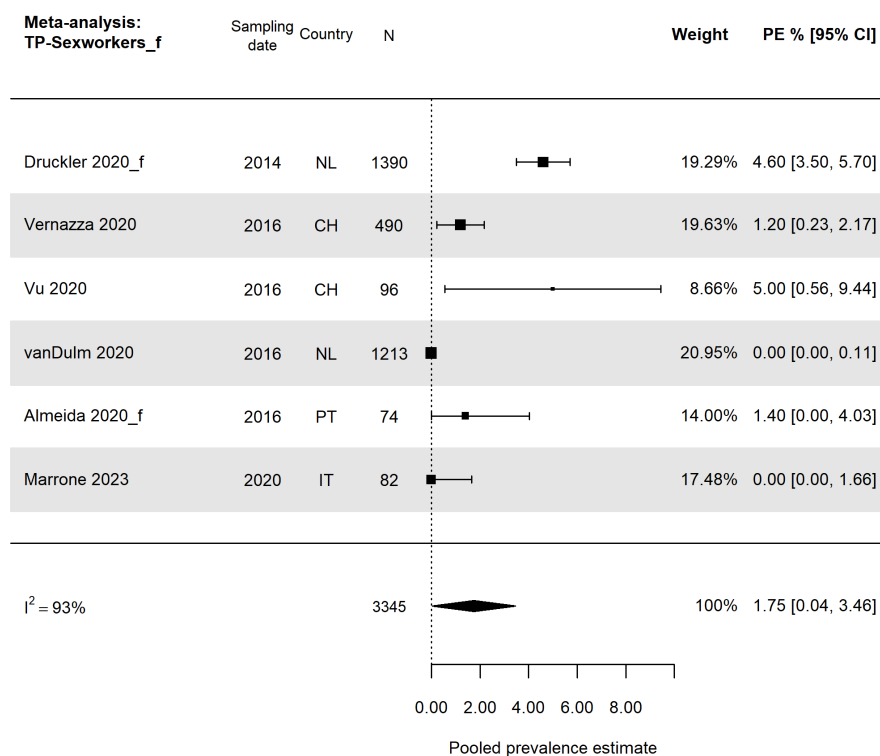 Meta-analysis:
TP-Sexworkers_f
Sampling
date
Country
N
Weight
PE % [95% CI]
Druckler 2020_f 2014 NL 1390 19.29% 4.60 [3.50, 5.70]
Vernazza 2020 2016 CH 490 19.63% 1.20 [0.23, 2.17]
Vu 2020 2016 CH 96 8.66% 5.00 [0.56, 9.44]
vanDulm 2020 2016 NL 1213 20.95% 0.00 [0.00, 0.11]
Almeida 2020_f 2016 PT 74 14.00% 1.40 [0.00, 4.03]
Marrone 2023 2020 IT 82 17.48% 0.00 [0.00, 1.66]
I² = 93% 3345 100% 1.75 [0.04, 3.46]
0.00 2.00 4.00 6.00 8.00
Pooled prevalence estimate